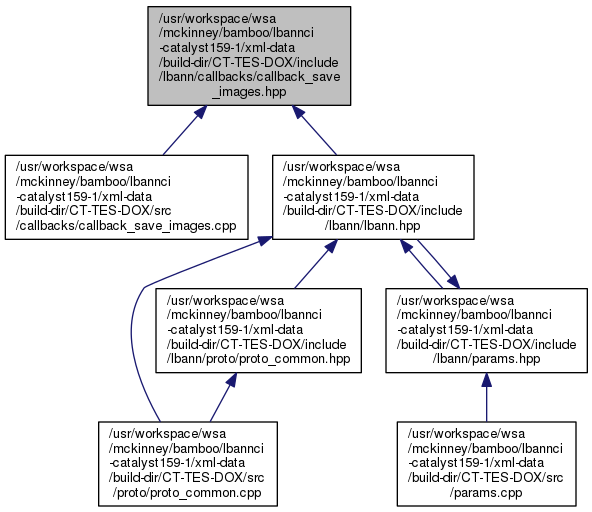 /usr/workspace/wsa
/mckinney/bamboo/lbannci
-catalyst159-1/xml-data
/build-dir/CT-TES-DOX/include
/lbann/callbacks/callback_save
_images.hpp
/usr/workspace/wsa
/mckinney/bamboo/lbannci
-catalyst159-1/xml-data
/build-dir/CT-TES-DOX/src
/callbacks/callback_save_images.cpp
/usr/workspace/wsa
/mckinney/bamboo/lbannci
-catalyst159-1/xml-data
/build-dir/CT-TES-DOX/include
/lbann/lbann.hpp
/usr/workspace/wsa
/mckinney/bamboo/lbannci
-catalyst159-1/xml-data
/build-dir/CT-TES-DOX/include
/lbann/proto/proto_common.hpp
/usr/workspace/wsa
/mckinney/bamboo/lbannci
-catalyst159-1/xml-data
/build-dir/CT-TES-DOX/include
/lbann/params.hpp
/usr/workspace/wsa
/mckinney/bamboo/lbannci
-catalyst159-1/xml-data
/build-dir/CT-TES-DOX/src
/proto/proto_common.cpp
/usr/workspace/wsa
/mckinney/bamboo/lbannci
-catalyst159-1/xml-data
/build-dir/CT-TES-DOX/src
/params.cpp